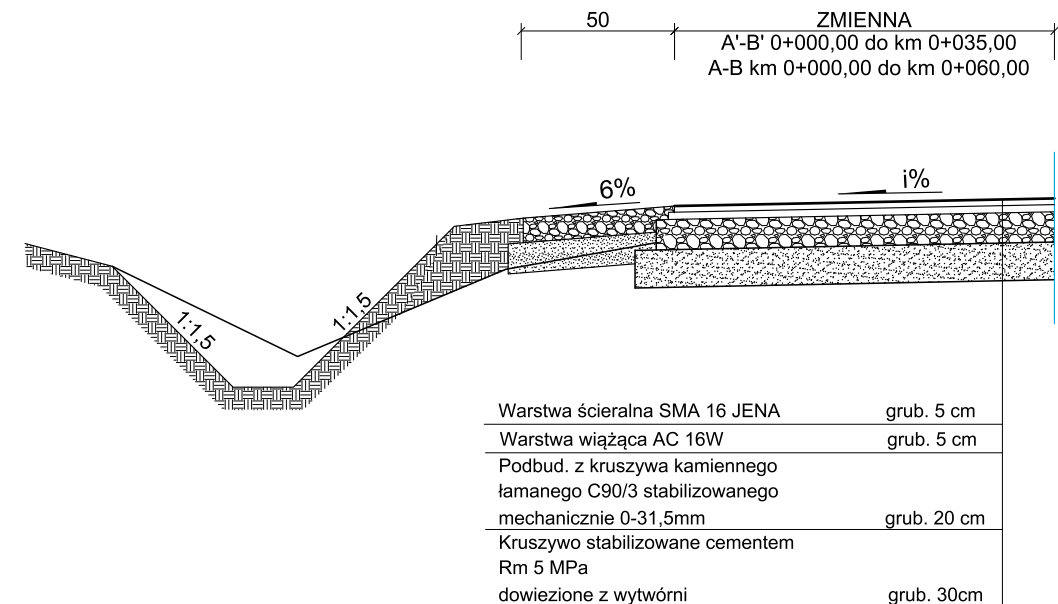 50
ZMIENNA
A'-B' 0+000,00 do km 0+035,00
A-B km 0+000,00 do km 0+060,00
6%
i%
1:1,5
1:1,5
Warstwa ścieralna SMA 16 JENA grub. 5 cm
Warstwa wiążąca AC 16W grub. 5 cm
Podbud. z kruszywa kamiennego
łamanego C90/3 stabilizowanego
mechanicznie 0-31,5mm grub. 20 cm
Kruszywo stabilizowane cementem
Rm 5 MPa
dowiezione z wytwórni grub. 30cm